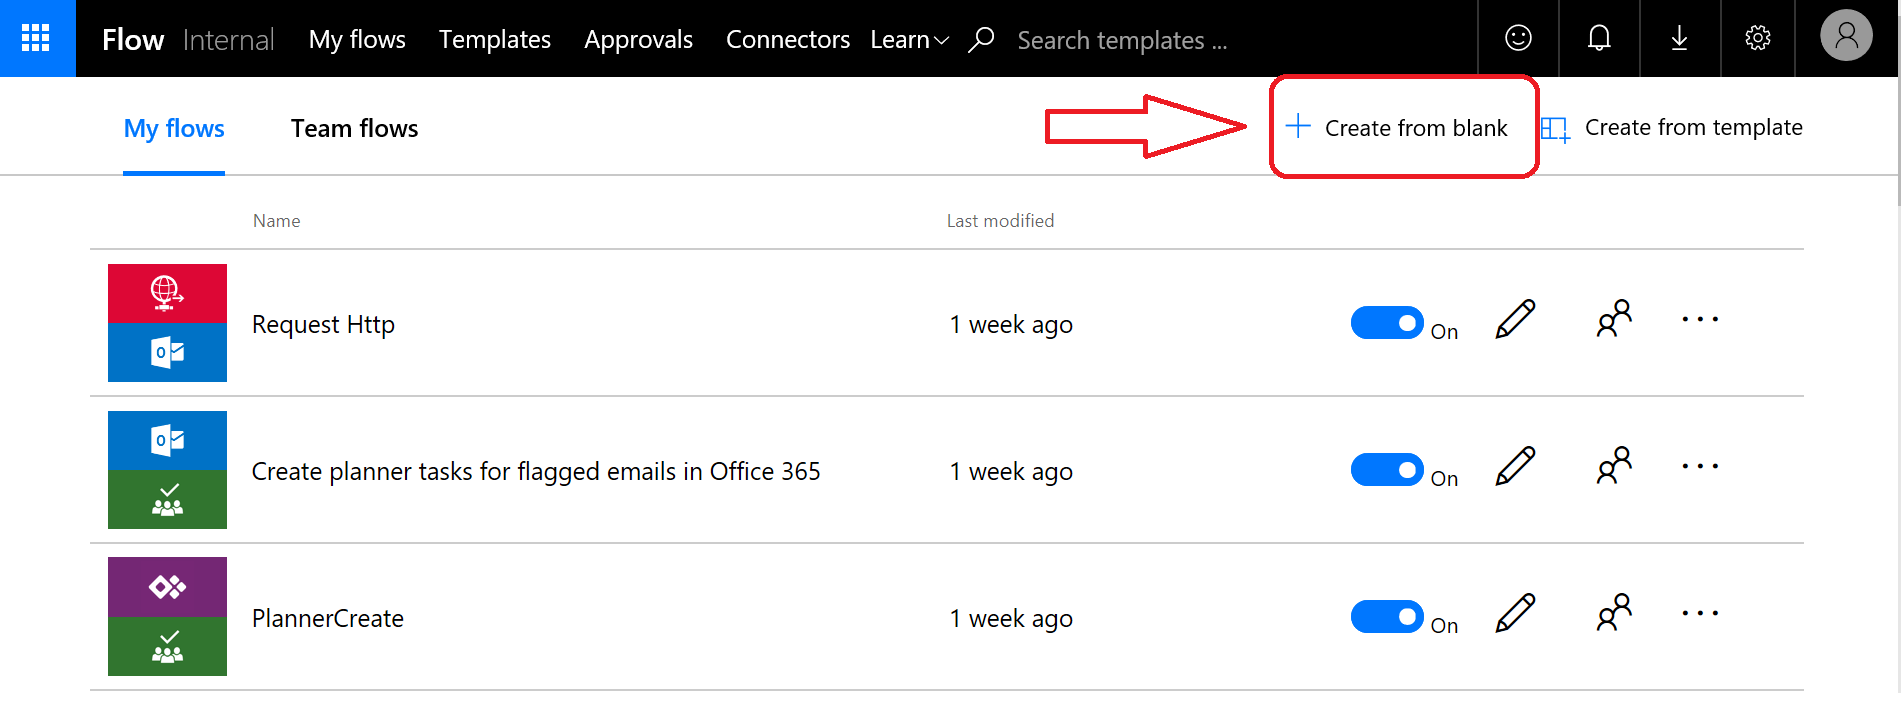 Flow Internal My flows Templates Approvals Connectors Learn Search templates ...
My flows Team flows Create from blank Create from template
Name Last modified
Request Http 1 week ago On
Create planner tasks for flagged emails in Office 365 1 week ago On
PlannerCreate 1 week ago On